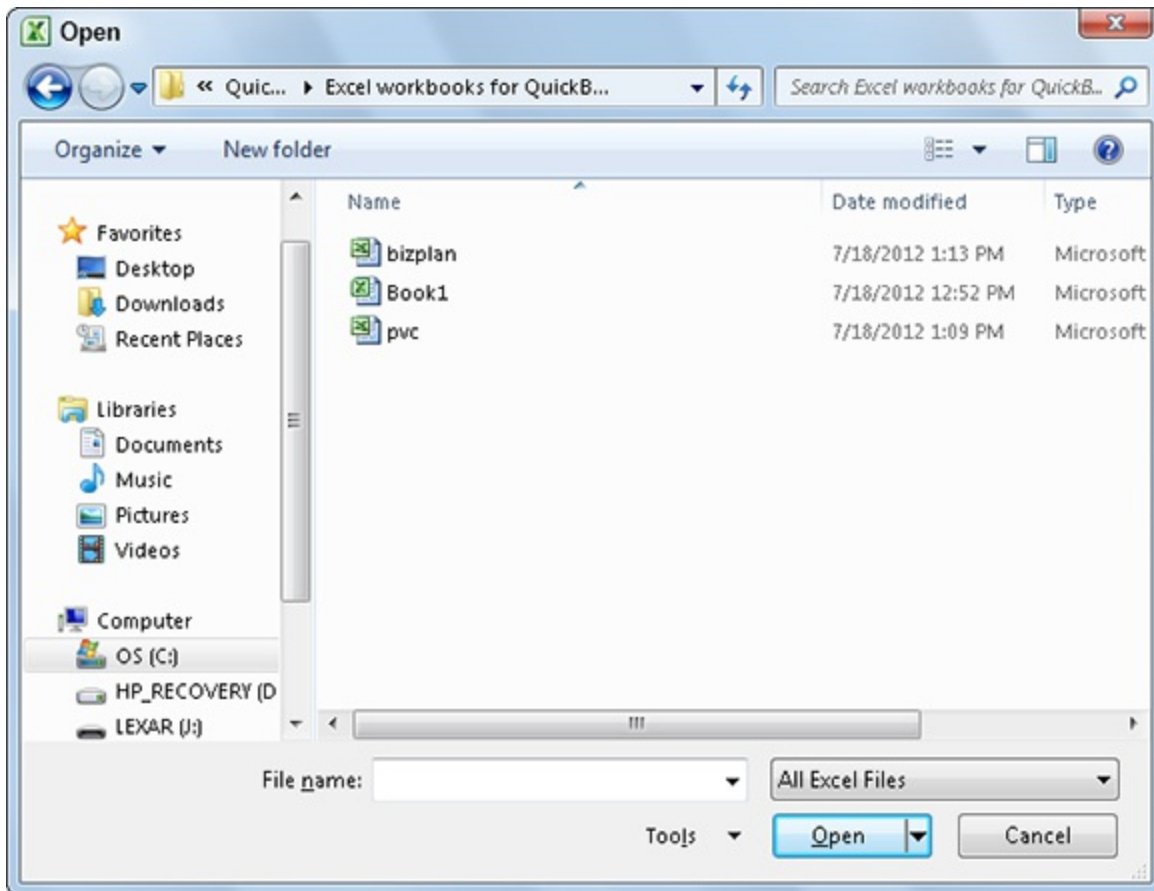 Open
« Quic... ▸ Excel workbooks for QuickB...
Search Excel workbooks for QuickB...
Organize
New folder
Name
Date modified
Type
Favorites
Desktop
Downloads
Recent Places
Libraries
Documents
Music
Pictures
Videos
Computer
OS (C:)
HP_RECOVERY (D
LEXAR (J:)
bizplan 7/18/2012 1:13 PM Microsoft
Book1 7/18/2012 12:52 PM Microsoft
pvc 7/18/2012 1:09 PM Microsoft
File name:
All Excel Files
Tools
Open
Cancel